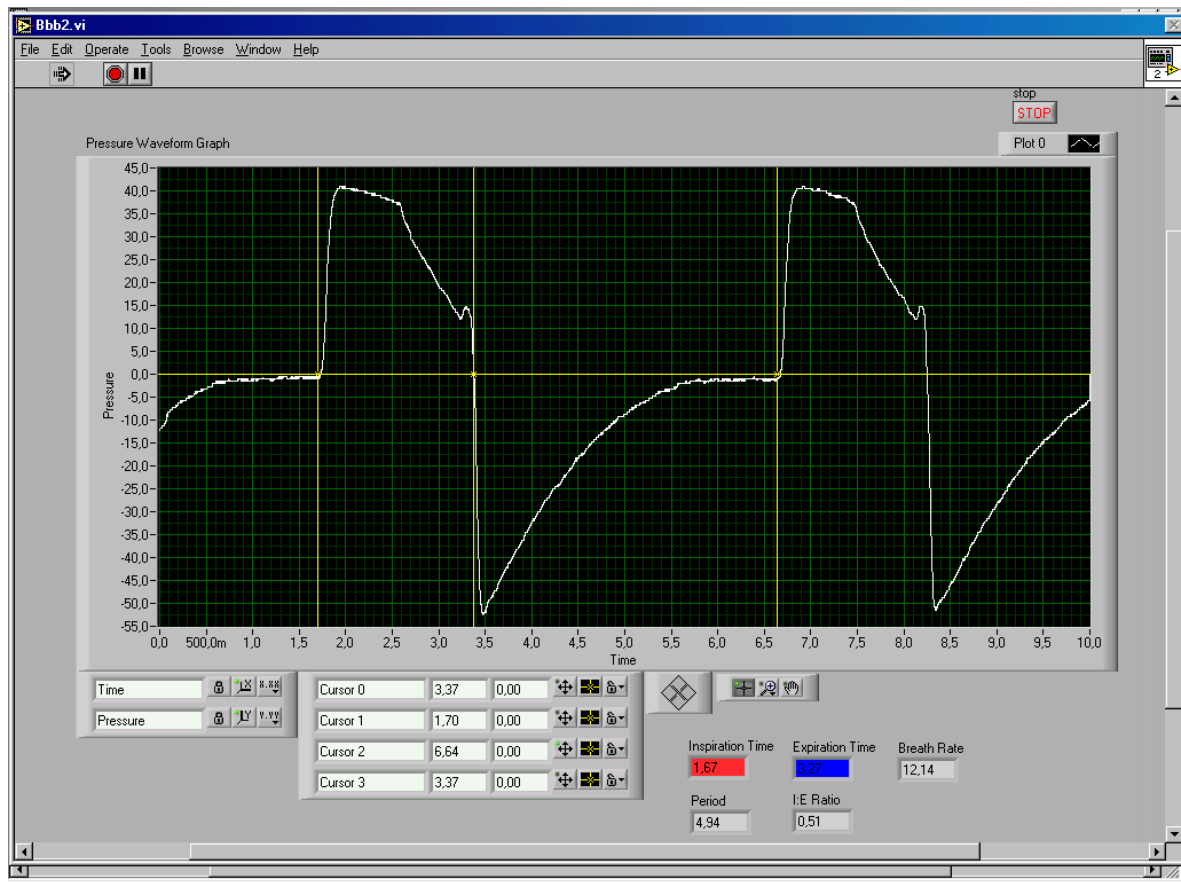 Bbb2.vi
File Edit Operate Tools Browse Window Help
2
stop
STOP
Pressure Waveform Graph
Plot 0
45,0
40,0
35,0
30,0
25,0
20,0
15,0
10,0
5,0
0,0
-5,0
-10,0
-15,0
-20,0
-25,0
-30,0
-35,0
-40,0
-45,0
-50,0
-55,0
Pressure
0,0 500,0m 1,0 1,5 2,0 2,5 3,0 3,5 4,0 4,5 5,0 5,5 6,0 6,5 7,0 7,5 8,0 8,5 9,0 9,5 10,0
Time
Time X X.XX
Pressure Y Y.YY
Cursor 0 3,37 0,00
Cursor 1 1,70 0,00
Cursor 2 6,64 0,00
Cursor 3 3,37 0,00
Inspiration Time Expiration Time Breath Rate
1,67 3,27 12,14
Period I:E Ratio
4,94 0,51